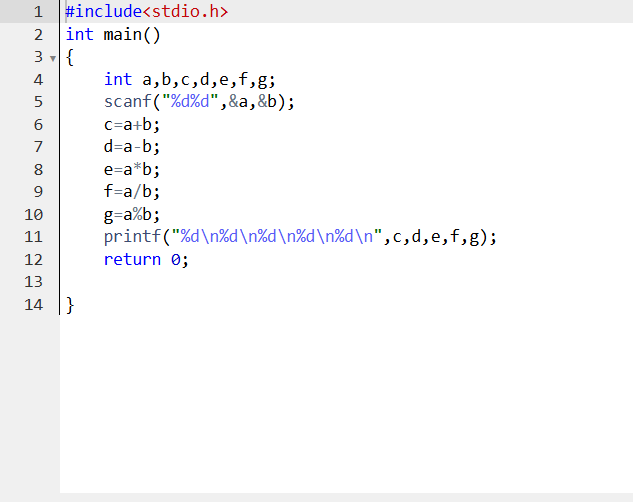 1 #include<stdio.h>
2 int main()
3 {
4 int a,b,c,d,e,f,g;
5 scanf("%d%d",&a,&b);
6 c=a+b;
7 d=a-b;
8 e=a*b;
9 f=a/b;
10 g=a%b;
11 printf("%d\n%d\n%d\n%d\n%d\n",c,d,e,f,g);
12 return 0;
13
14 }